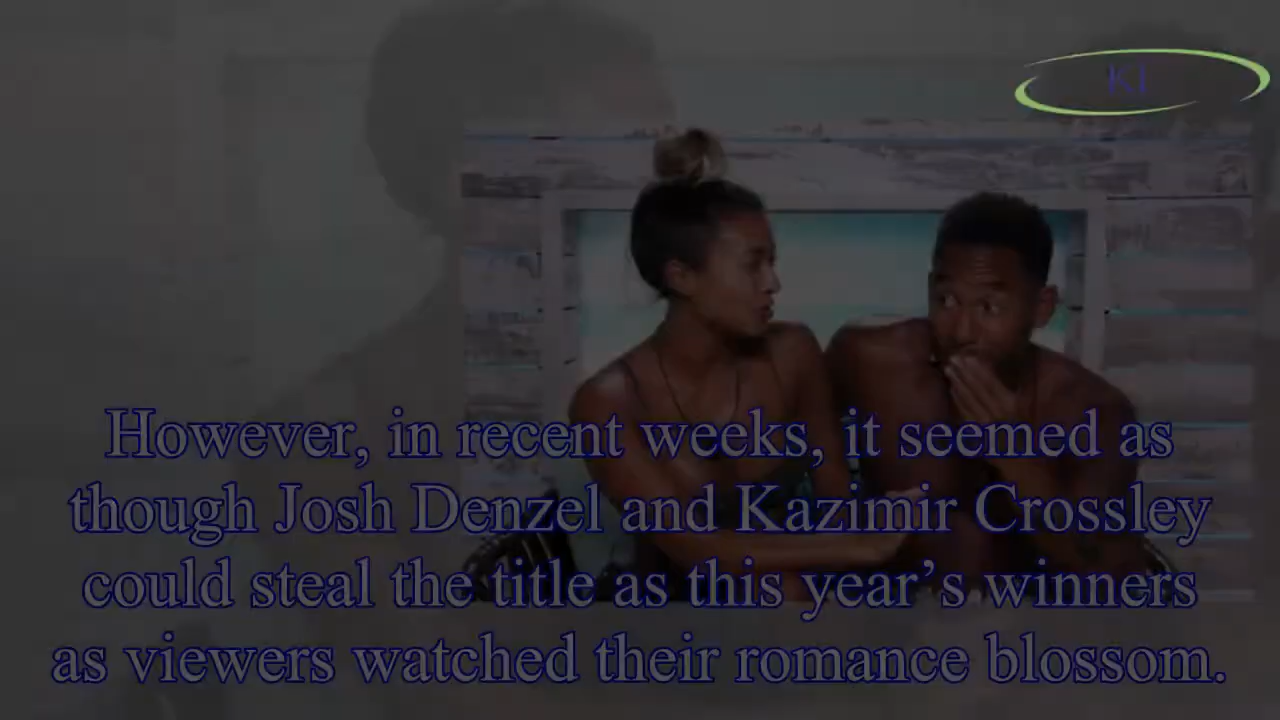 KI
However, in recent weeks, it seemed as
though Josh Denzel and Kazimir Crossley
could steal the title as this year’s winners
as viewers watched their romance blossom.